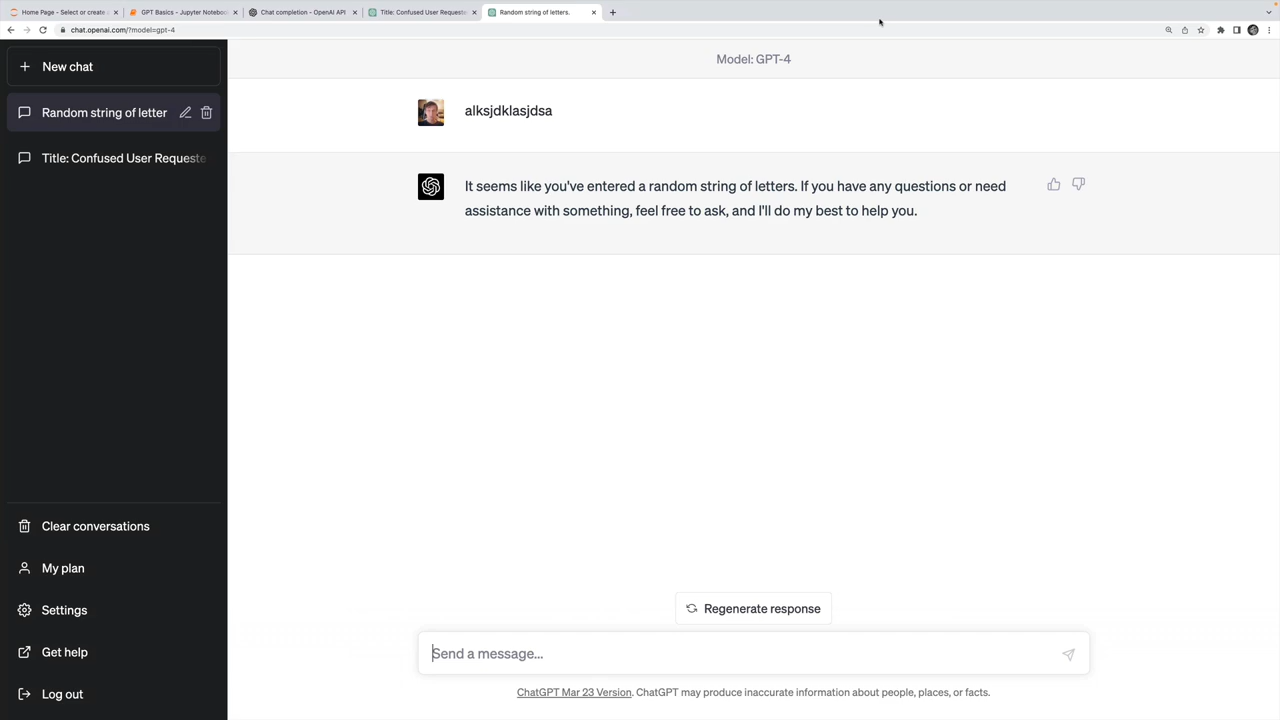 Home Page - Select or create
GPT Basics - Jupyter Noteboo
Chat completion - OpenAI API
Title: Confused User Requeste
Random string of letters.
chat.openai.com/?model=gpt-4
New chat
Random string of letter
Title: Confused User Requeste
Clear conversations
My plan
Settings
Get help
Log out
Model: GPT-4
alksjdklasjdsa
It seems like you've entered a random string of letters. If you have any questions or need
assistance with something, feel free to ask, and I'll do my best to help you.
Regenerate response
Send a message...
ChatGPT Mar 23 Version. ChatGPT may produce inaccurate information about people, places, or facts.